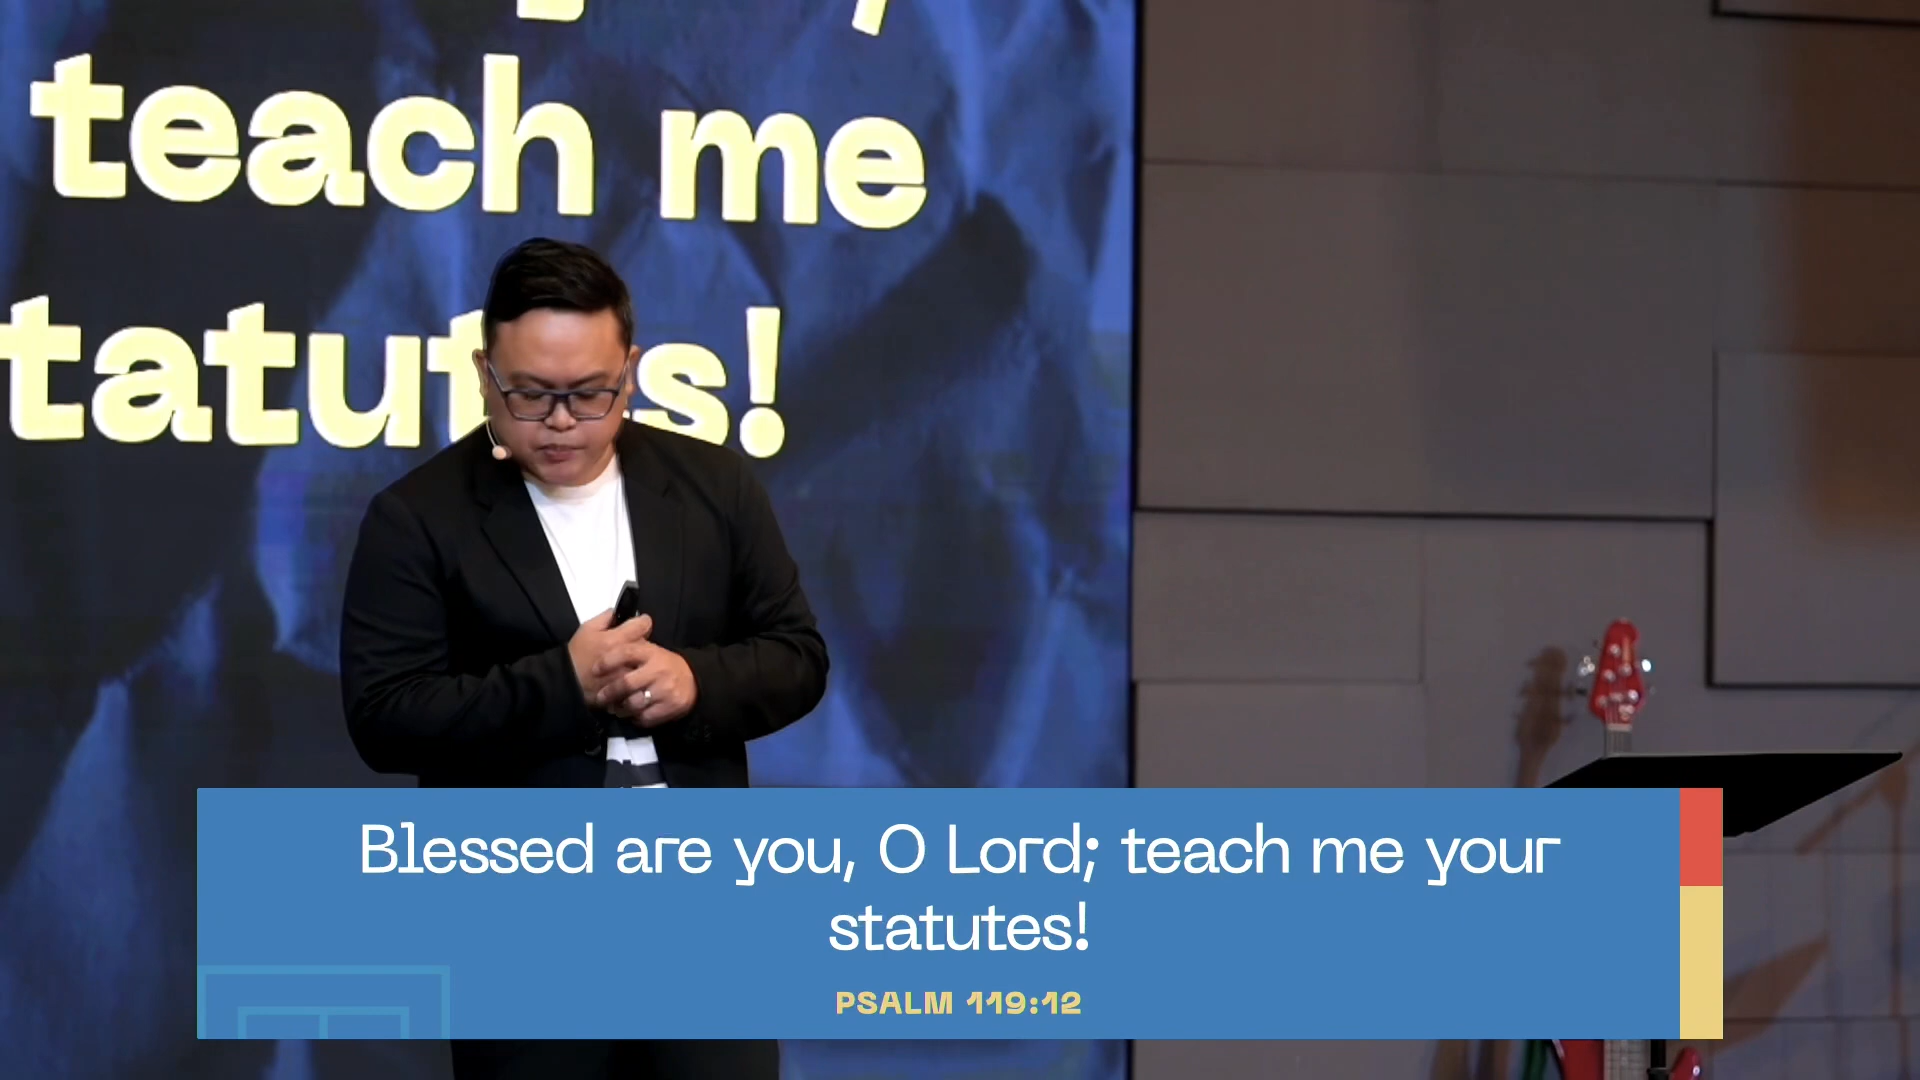 teach me
tatut s!
Blessed are you, O Lord; teach me your
statutes!
PSALM 119:12